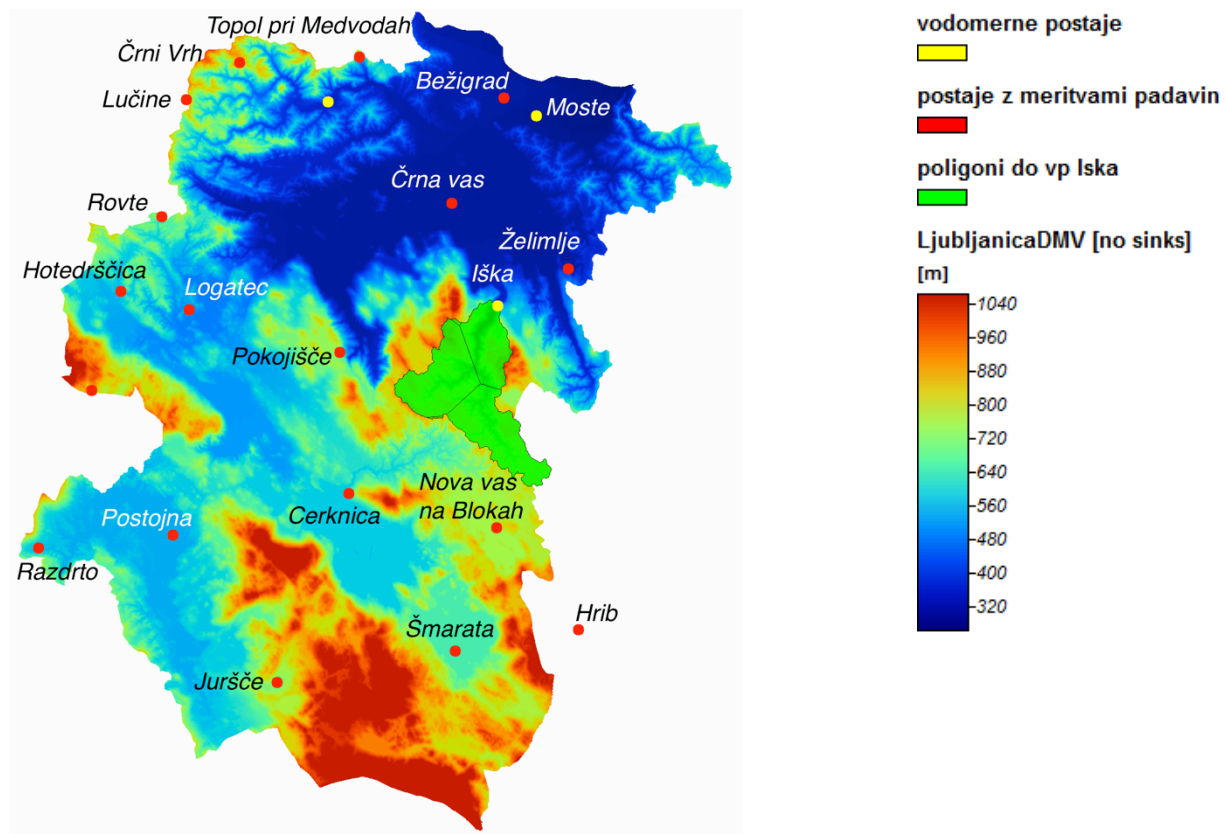 Topol pri Medvodah
Črni Vrh
Lučine
Bežigrad
Moste
Črna vas
Rovte
Želimlje
Hotedrščica
Iška
Logatec
Pokojišče
Nova vas
na Blokah
Cerknica
Postojna
Razdrto
Hrib
Šmarata
Juršče
vodomerne postaje
postaje z meritvami padavin
poligoni do vp Iska
LjubljanicaDMV [no sinks]
[m]
1040
960
880
800
720
640
560
480
400
320